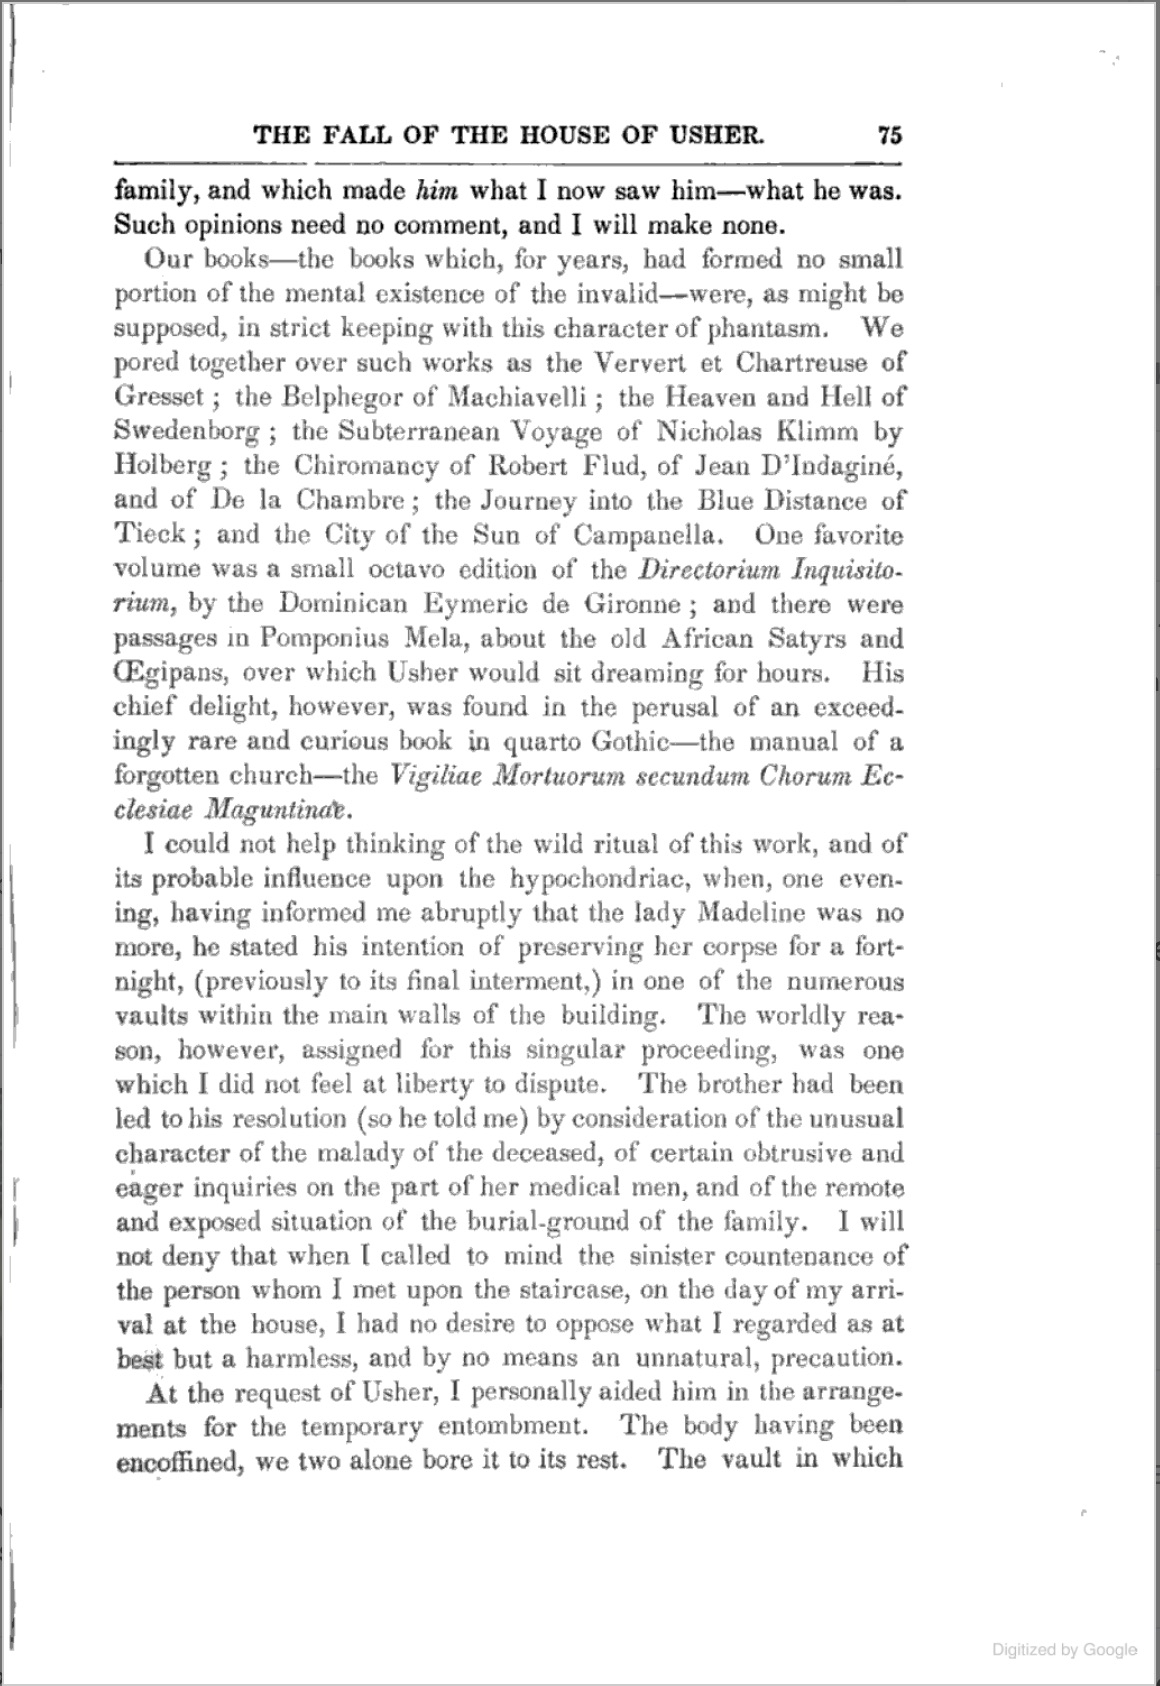 THE FALL OF THE HOUSE OF USHER. 75
family, and which made him what I now saw him—what he was.
Such opinions need no comment, and I will make none.
Our books—the books which, for years, had formed no small
portion of the mental existence of the invalid—were, as might be
supposed, in strict keeping with this character of phantasm. We
pored together over such works as the Ververt et Chartreuse of
Gresset ; the Belphegor of Machiavelli ; the Heaven and Hell of
Swedenborg ; the Subterranean Voyage of Nicholas Klimm by
Holberg ; the Chiromancy of Robert Flud, of Jean D'Indaginé,
and of De la Chambre ; the Journey into the Blue Distance of
Tieck ; and the City of the Sun of Campanella. One favorite
volume was a small octavo edition of the Directorium Inquisito-
rium, by the Dominican Eymeric de Gironne ; and there were
passages in Pomponius Mela, about the old African Satyrs and
Œgipans, over which Usher would sit dreaming for hours. His
chief delight, however, was found in the perusal of an exceed-
ingly rare and curious book in quarto Gothic—the manual of a
forgotten church—the Vigiliae Mortuorum secundum Chorum Ec-
clesiae Maguntinae.
I could not help thinking of the wild ritual of this work, and of
its probable influence upon the hypochondriac, when, one even-
ing, having informed me abruptly that the lady Madeline was no
more, he stated his intention of preserving her corpse for a fort-
night, (previously to its final interment,) in one of the numerous
vaults within the main walls of the building. The worldly rea-
son, however, assigned for this singular proceeding, was one
which I did not feel at liberty to dispute. The brother had been
led to his resolution (so he told me) by consideration of the unusual
character of the malady of the deceased, of certain obtrusive and
eager inquiries on the part of her medical men, and of the remote
and exposed situation of the burial-ground of the family. I will
not deny that when I called to mind the sinister countenance of
the person whom I met upon the staircase, on the day of my arri-
val at the house, I had no desire to oppose what I regarded as at
best but a harmless, and by no means an unnatural, precaution.
At the request of Usher, I personally aided him in the arrange-
ments for the temporary entombment. The body having been
encoffined, we two alone bore it to its rest. The vault in which
Digitized by Google